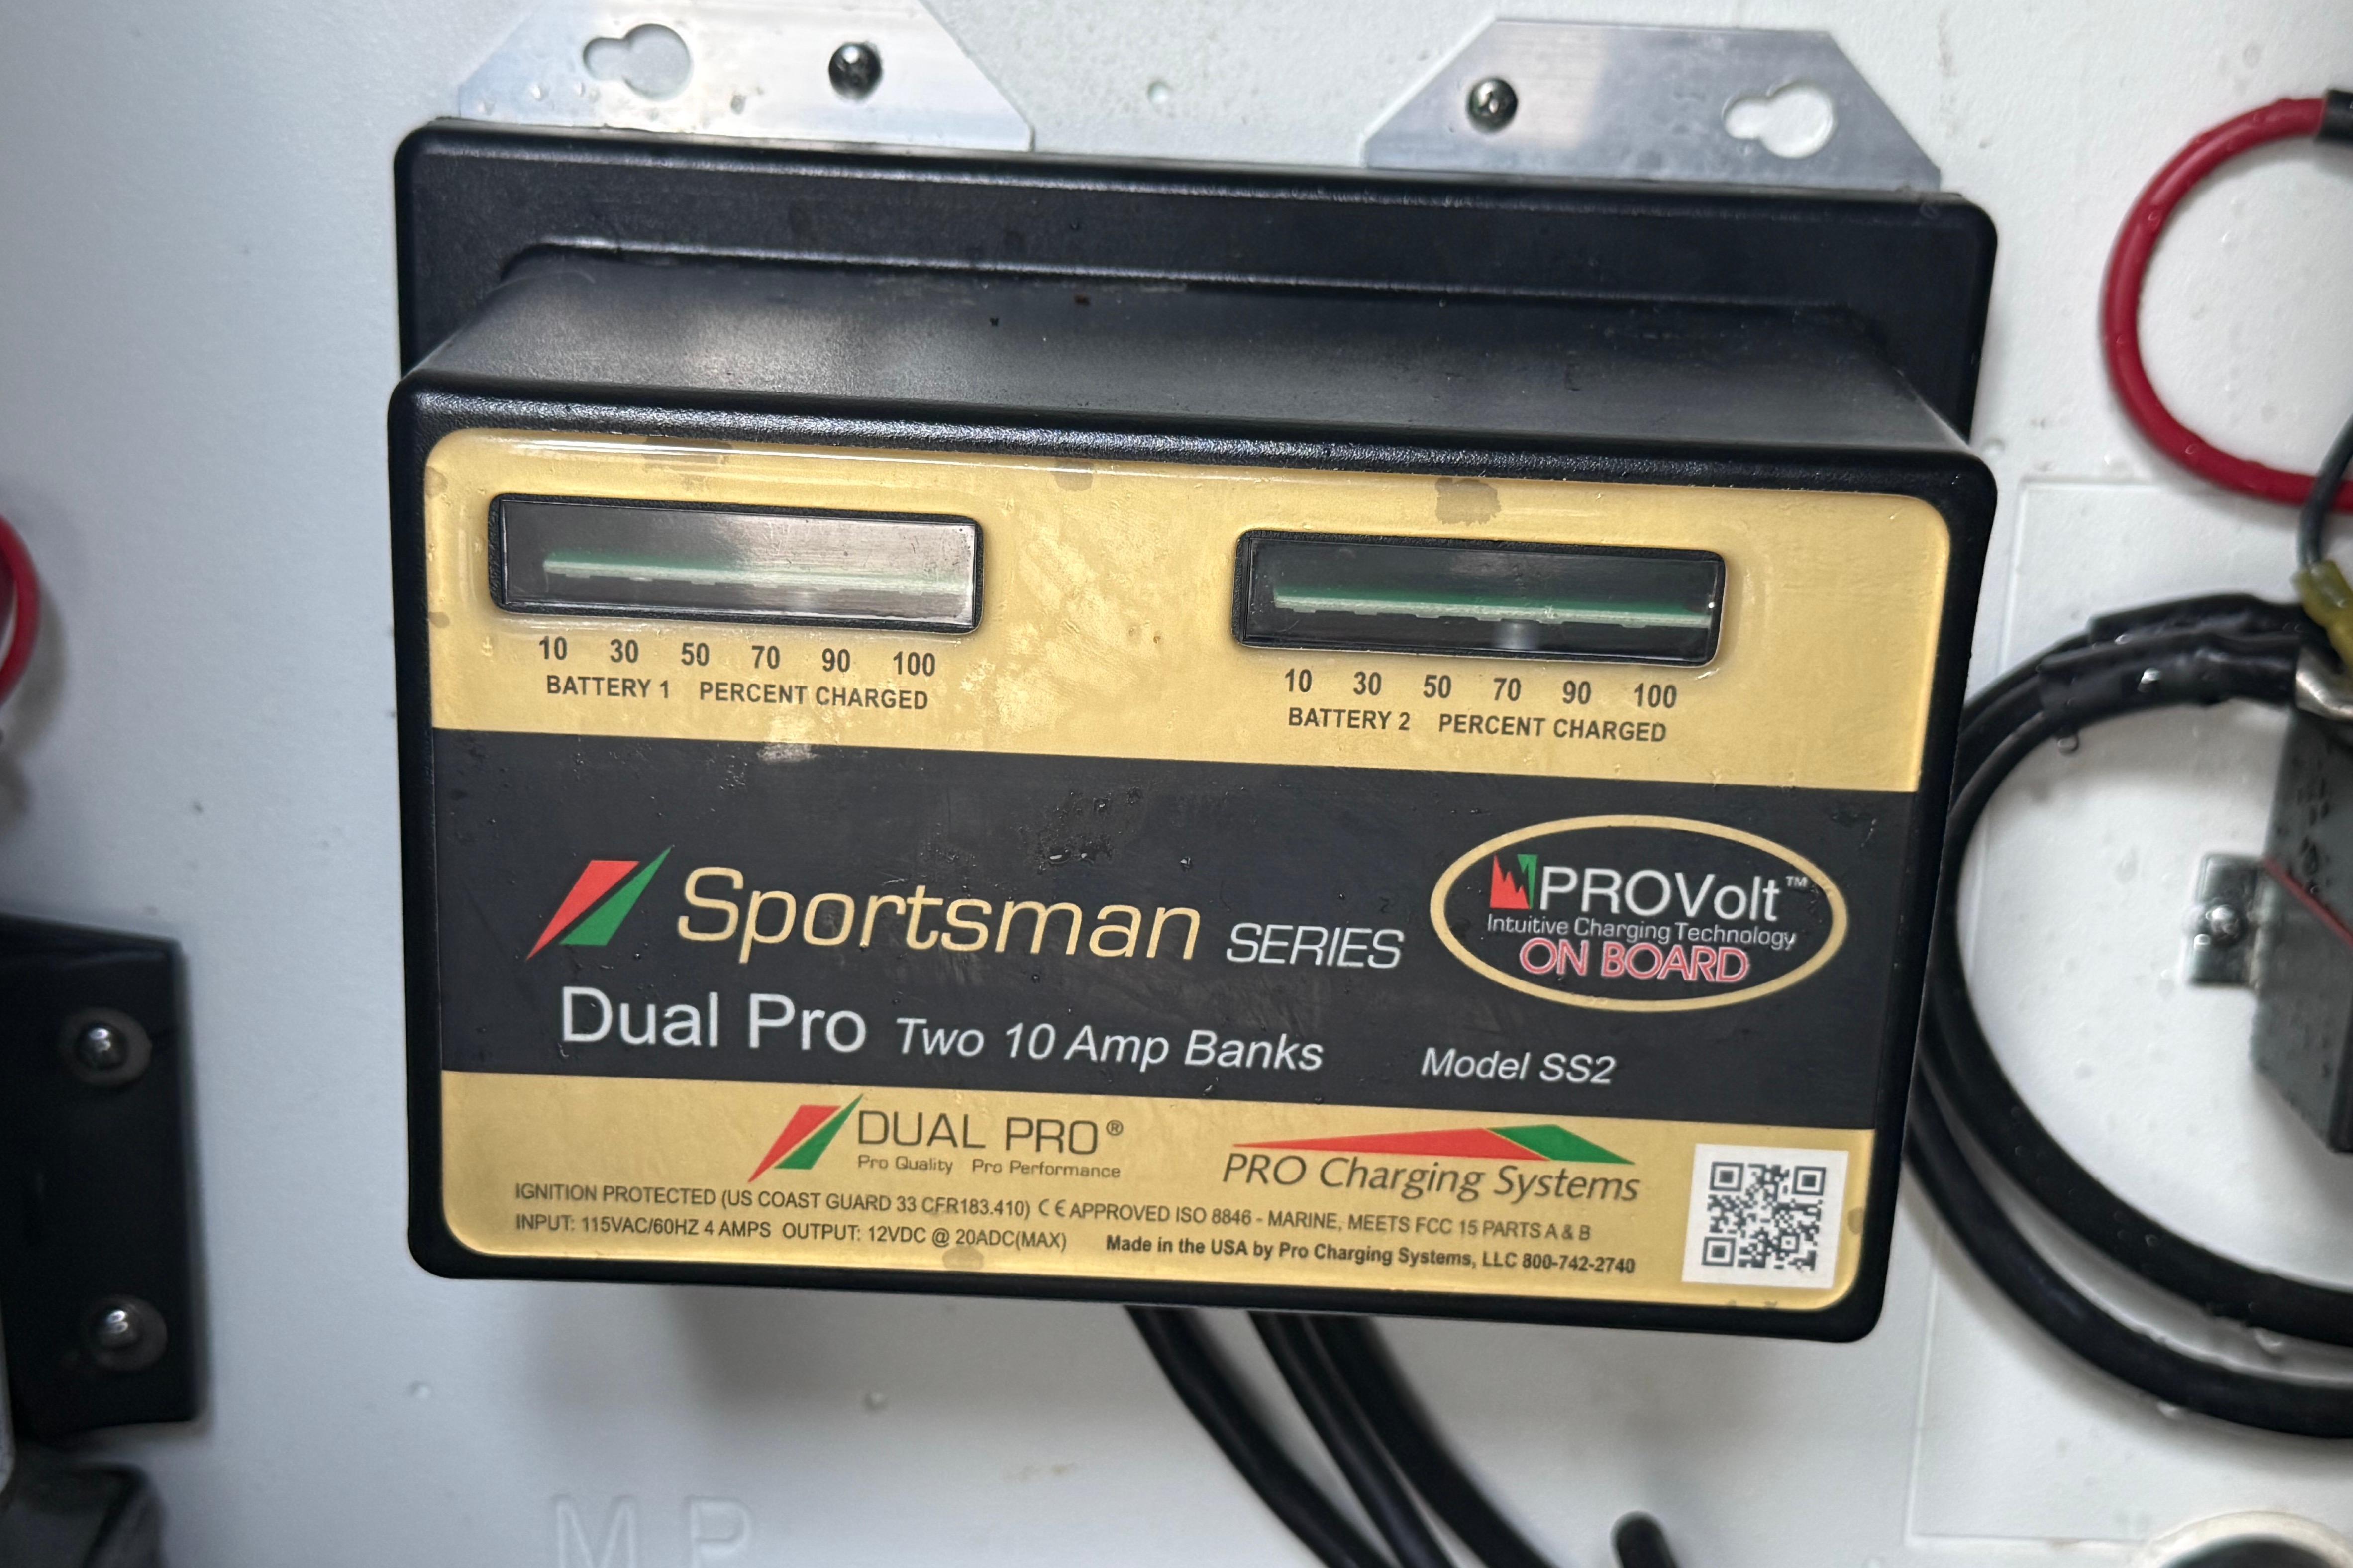 10 30 50 70 90 100
BATTERY 1 PERCENT CHARGED
10 30 50 70 90 100
BATTERY 2 PERCENT CHARGED
Sportsman SERIES
PROVolt™
Intuitive Charging Technology
ON BOARD
Dual Pro Two 10 Amp Banks Model SS2
DUAL PRO®
Pro Quality Pro Performance
PRO Charging Systems
IGNITION PROTECTED (US COAST GUARD 33 CFR183.410) CE APPROVED ISO 8846 - MARINE, MEETS FCC 15 PARTS A & B
INPUT: 115VAC/60HZ 4 AMPS OUTPUT: 12VDC @ 20ADC(MAX) Made in the USA by Pro Charging Systems, LLC 800-742-2740
MP